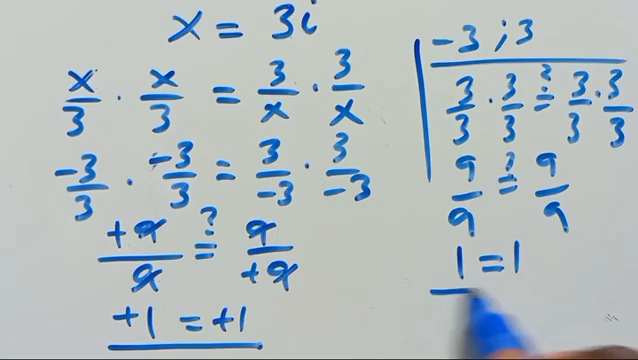 x = 3i
x/3 · x/3 = 3/x · 3/x
-3/3 · -3/3 = 3/-3 · 3/-3
+9/9 ≟ 9/+9
+1 = +1
-3 ; 3
3/3 · 3/3 ≟ 3/3 · 3/3
9/9 ≟ 9/9
1 = 1